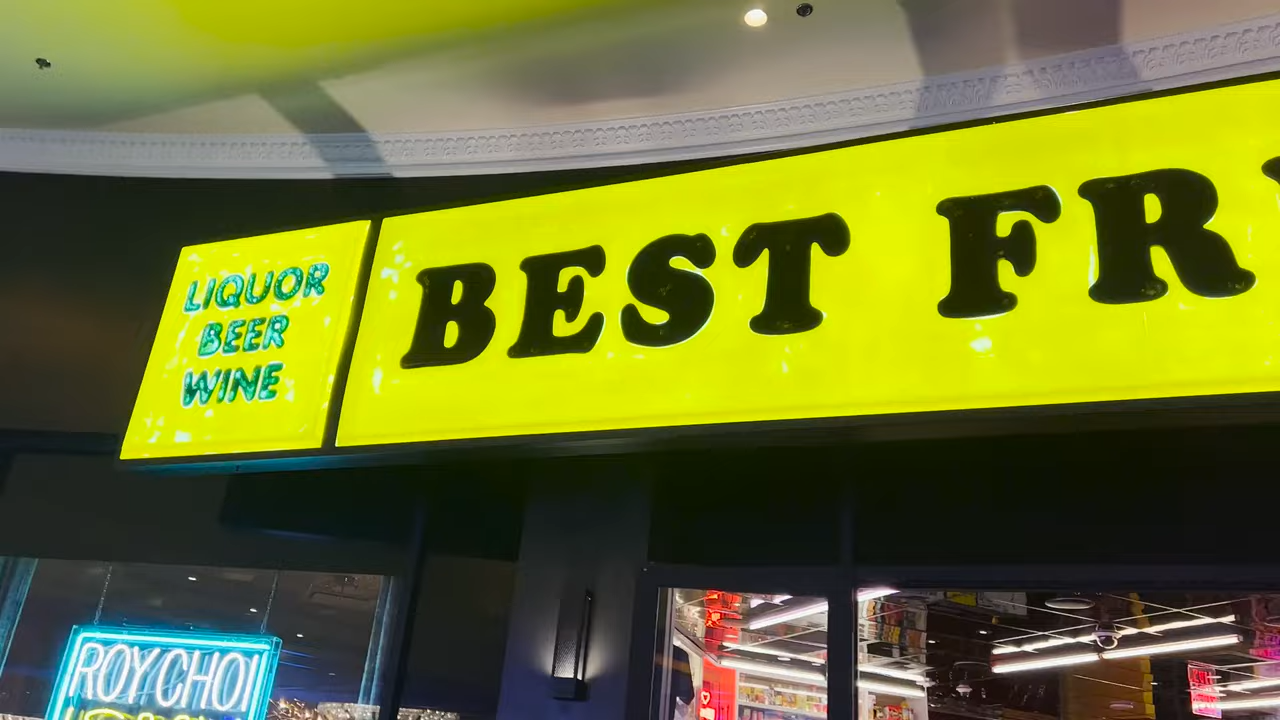 LIQUOR
BEER
WINE
BEST FR
ROY CHOI